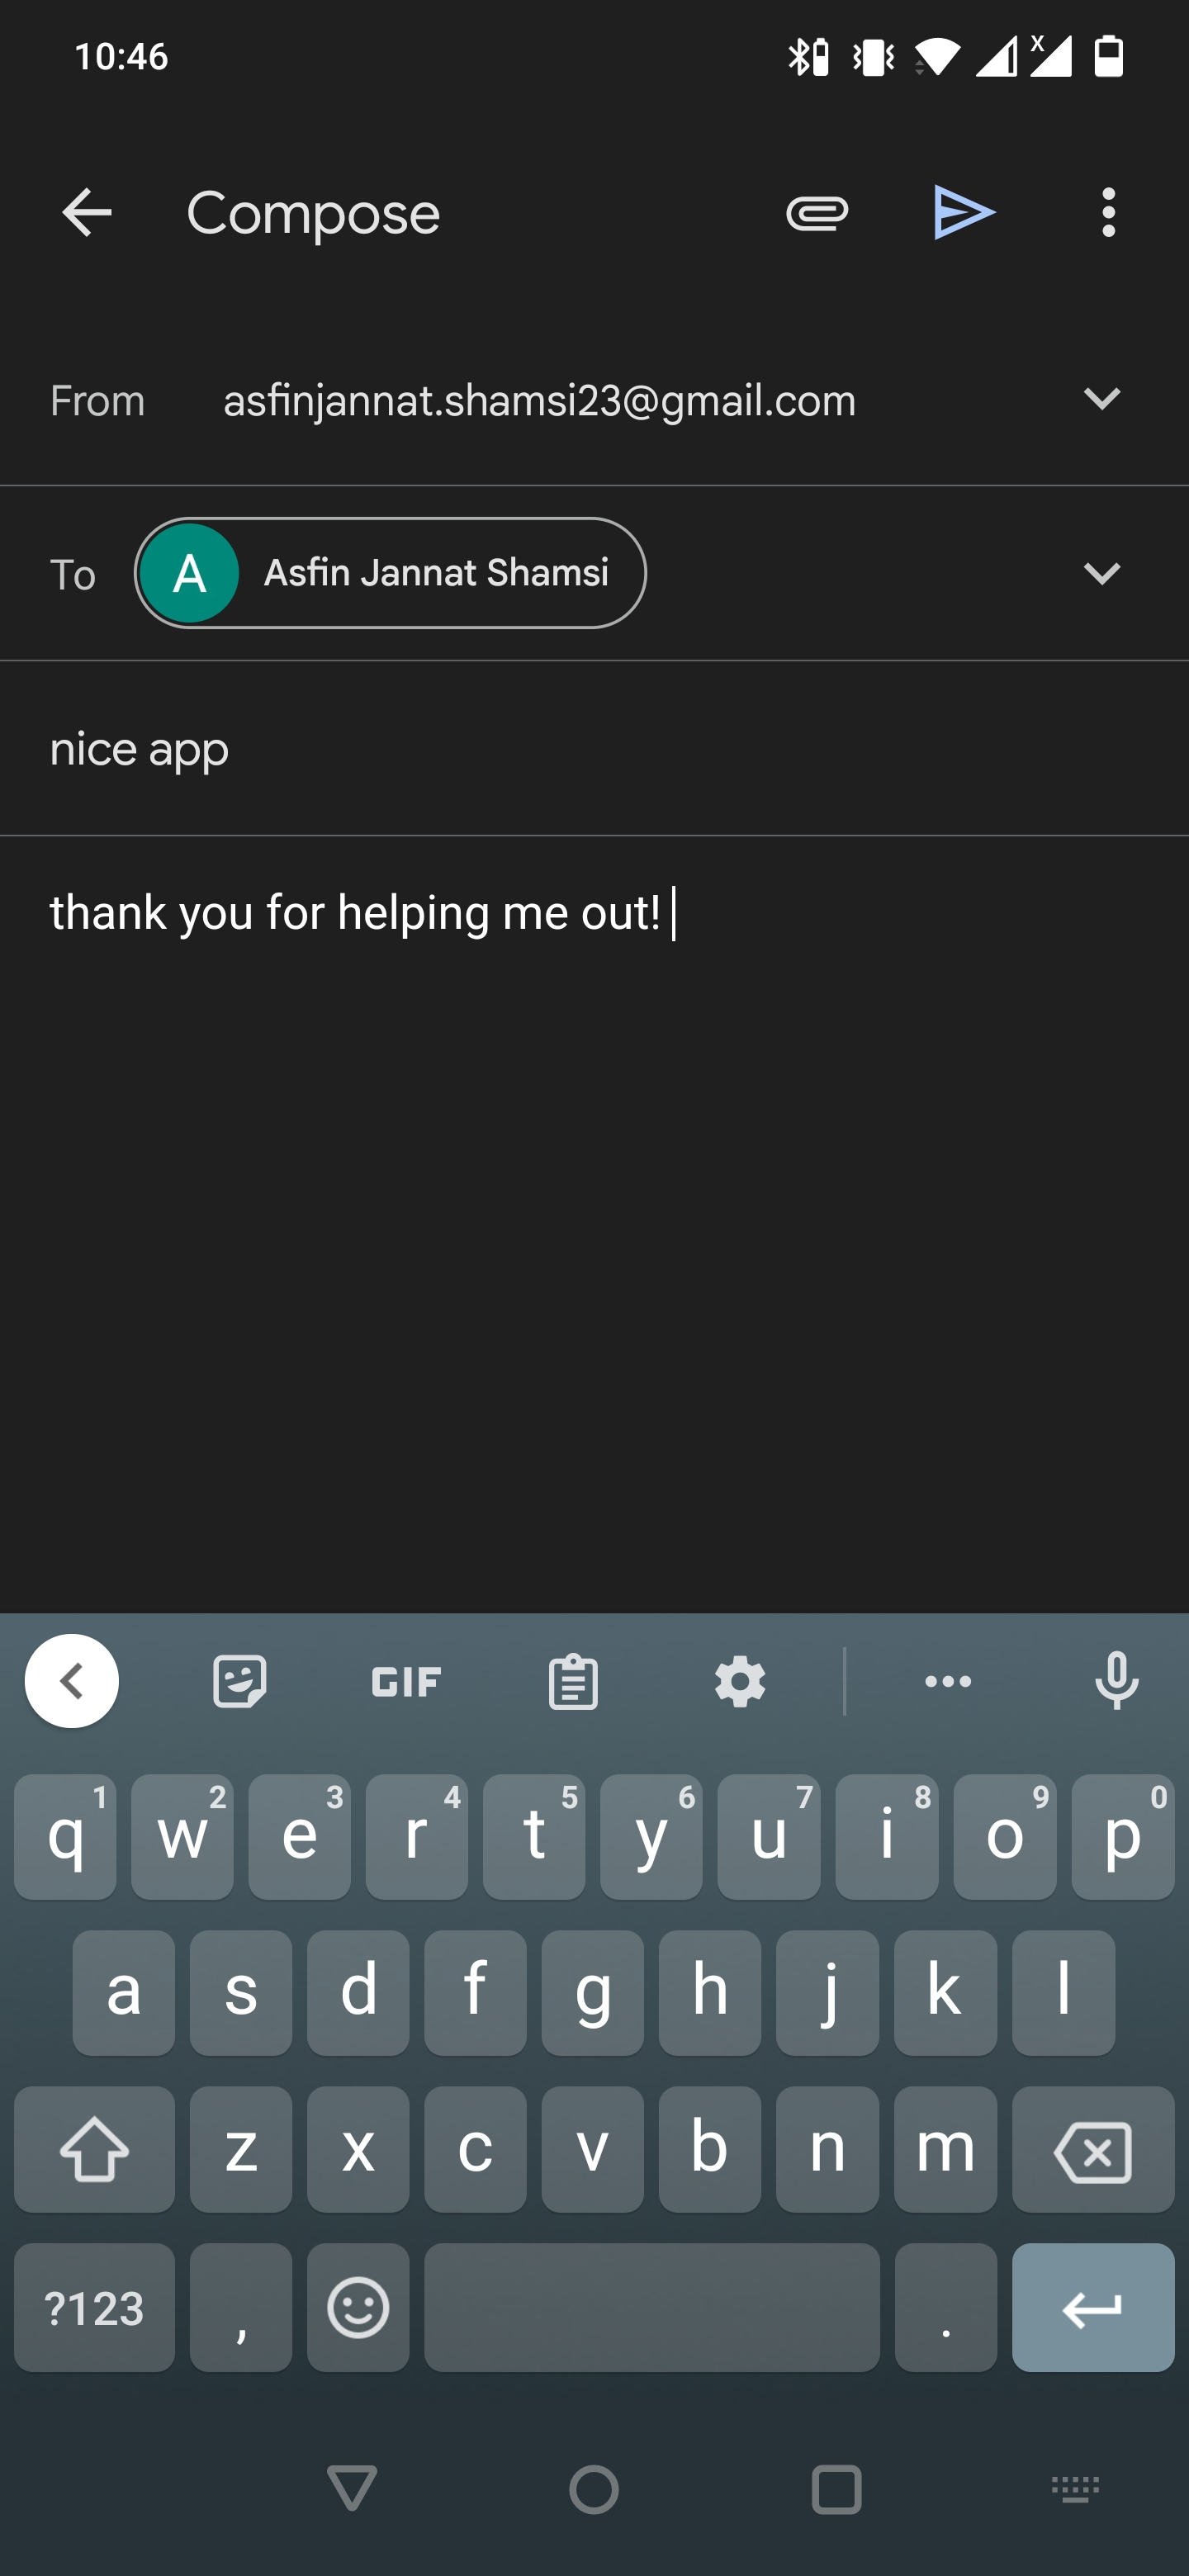 10:46
Compose
From asfinjannat.shamsi23@gmail.com
To A Asfin Jannat Shamsi
nice app
thank you for helping me out!
GIF
1 2 3 4 5 6 7 8 9 0
q w e r t y u i o p
a s d f g h j k l
z x c v b n m
?123 , .